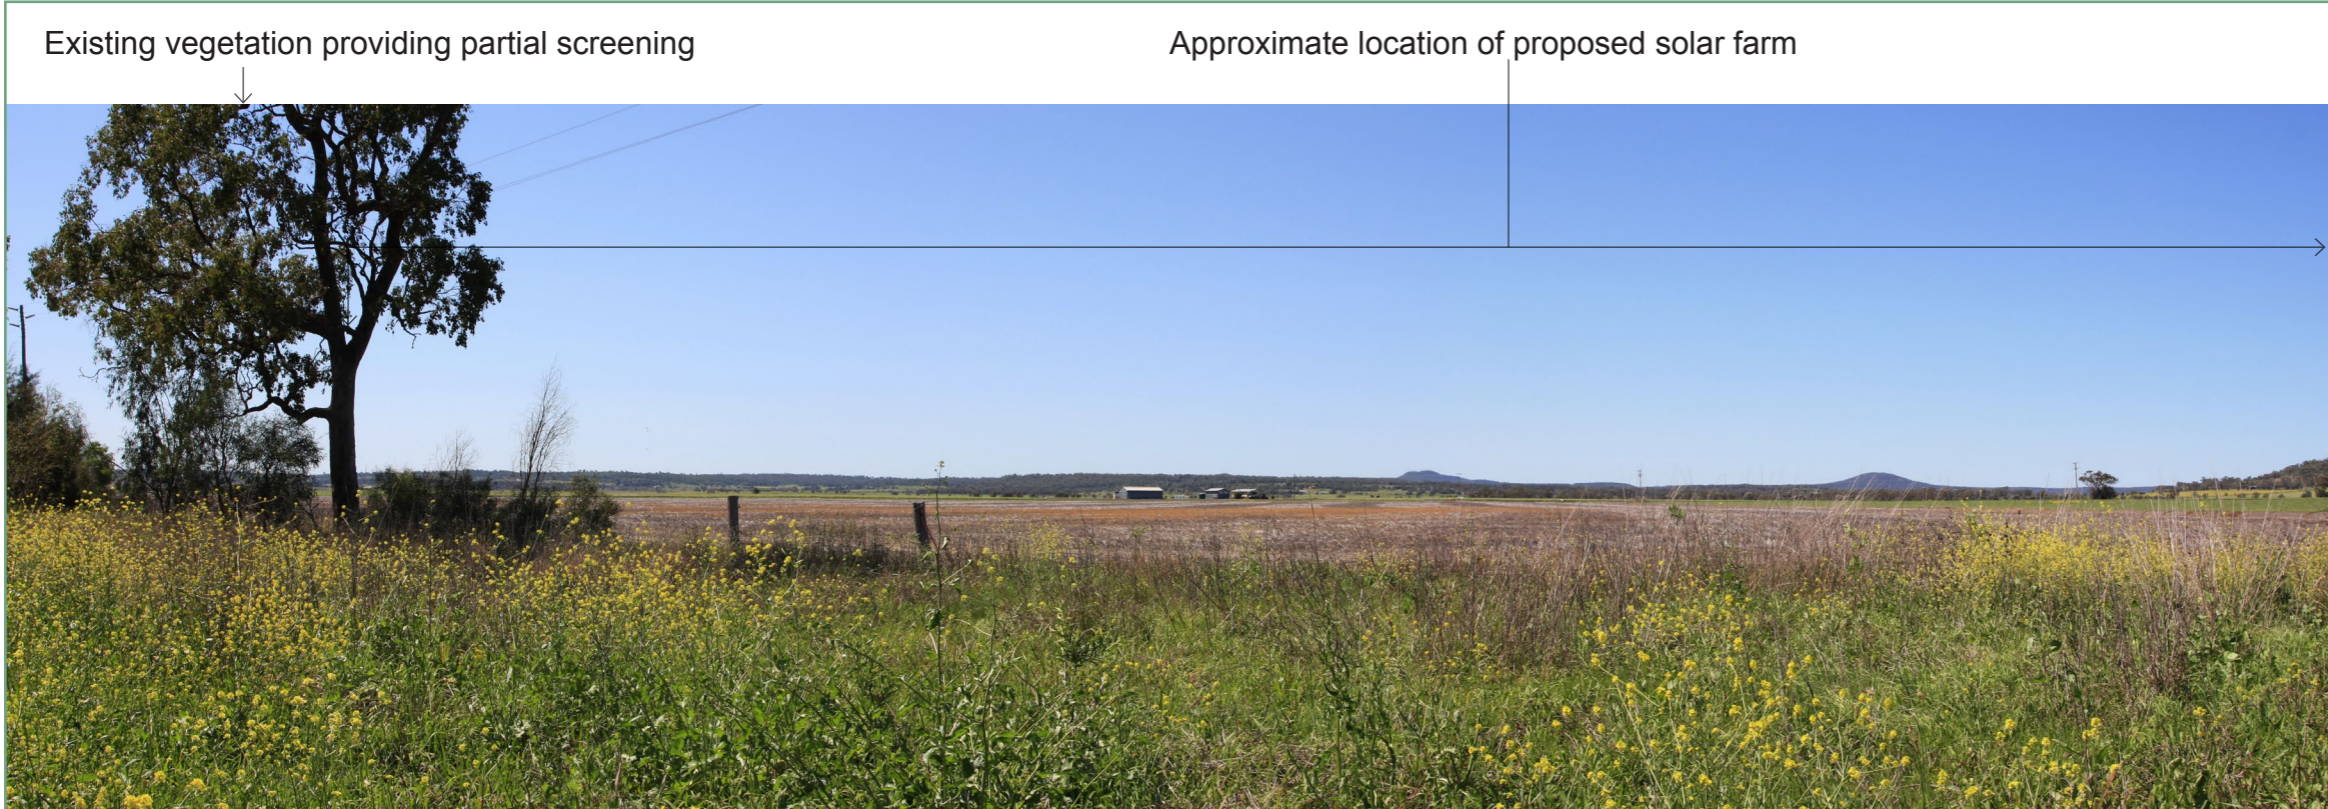 Existing vegetation providing partial screening
Approximate location of proposed solar farm